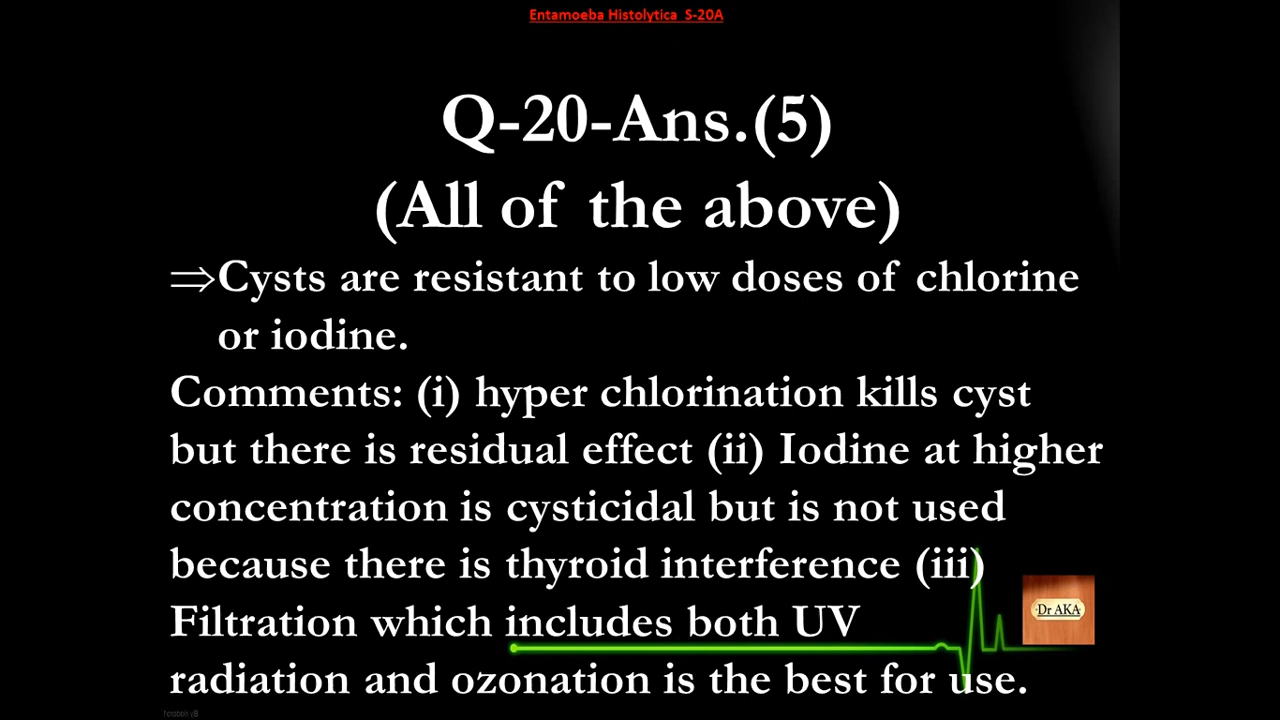 Entamoeba Histolytica S-20A
Q-20-Ans.(5)
(All of the above)
⇒Cysts are resistant to low doses of chlorine
or iodine.
Comments: (i) hyper chlorination kills cyst
but there is residual effect (ii) Iodine at higher
concentration is cysticidal but is not used
because there is thyroid interference (iii)
Filtration which includes both UV
radiation and ozonation is the best for use.
Dr AKA